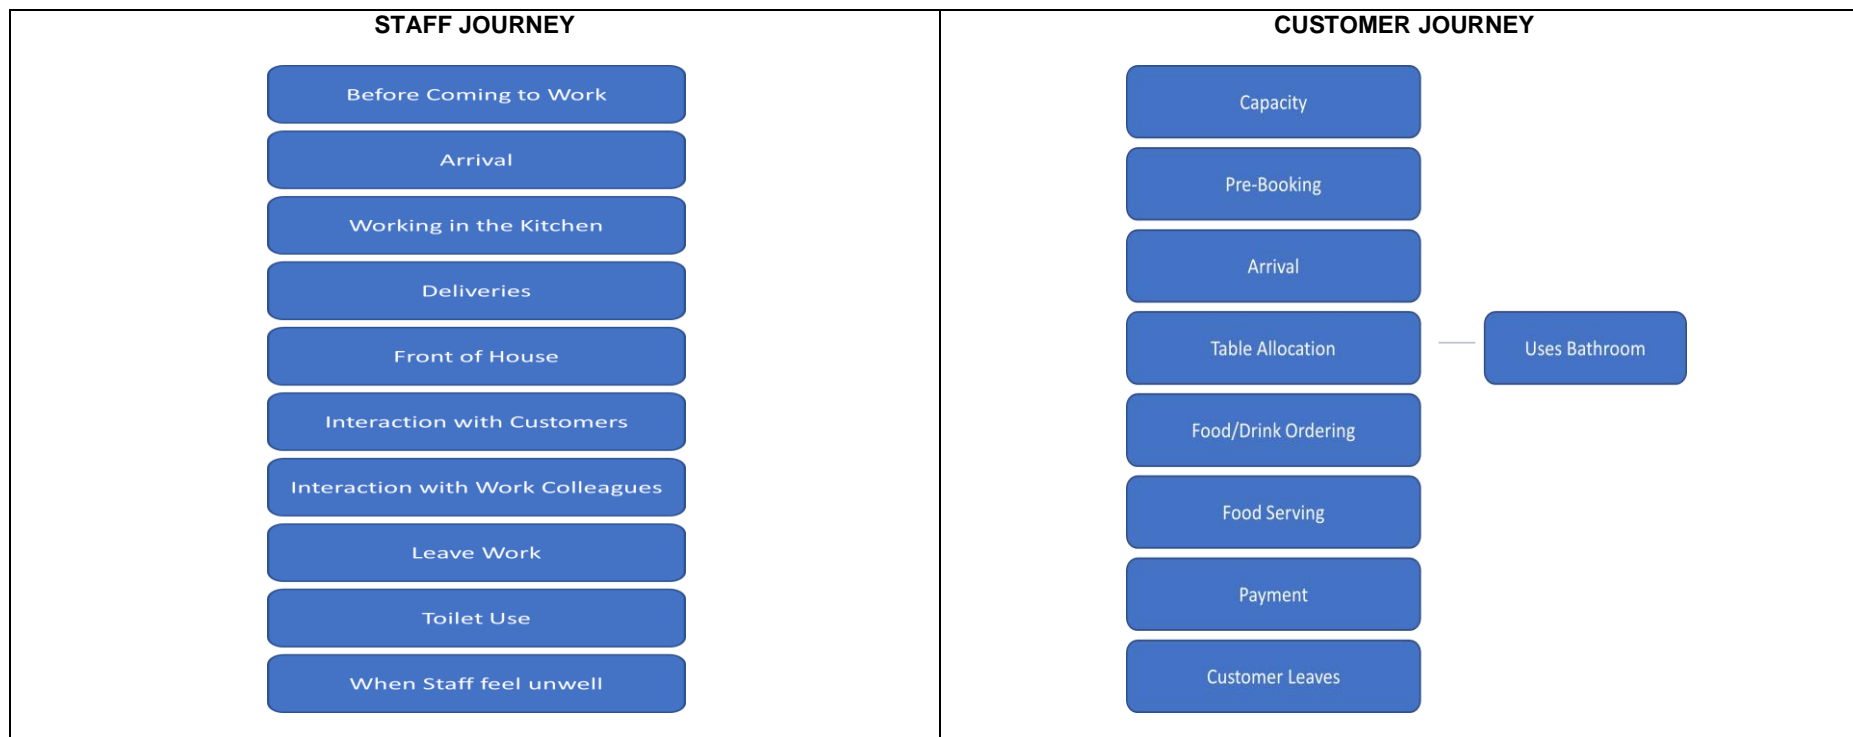 STAFF JOURNEY
Before Coming to Work
Arrival
Working in the Kitchen
Deliveries
Front of House
Interaction with Customers
Interaction with Work Colleagues
Leave Work
Toilet Use
When Staff feel unwell
CUSTOMER JOURNEY
Capacity
Pre-Booking
Arrival
Table Allocation
Uses Bathroom
Food/Drink Ordering
Food Serving
Payment
Customer Leaves